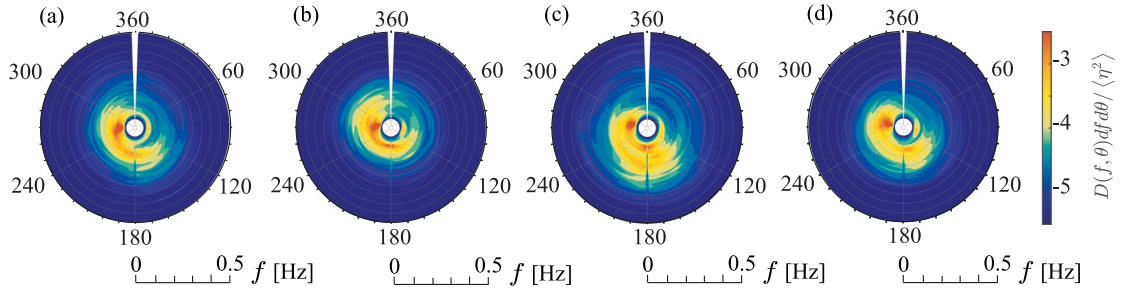 (a) (b) (c) (d)
360 360 360 360
300 60 300 60 300 60 300 60
240 120 240 120 240 120 240 120
180 180 180 180
0 0.5 f [Hz] 0 0.5 f [Hz] 0 0.5 f [Hz] 0 0.5 f [Hz]
-3
-4
-5
D(f, θ)dfdθ/ ⟨η²⟩